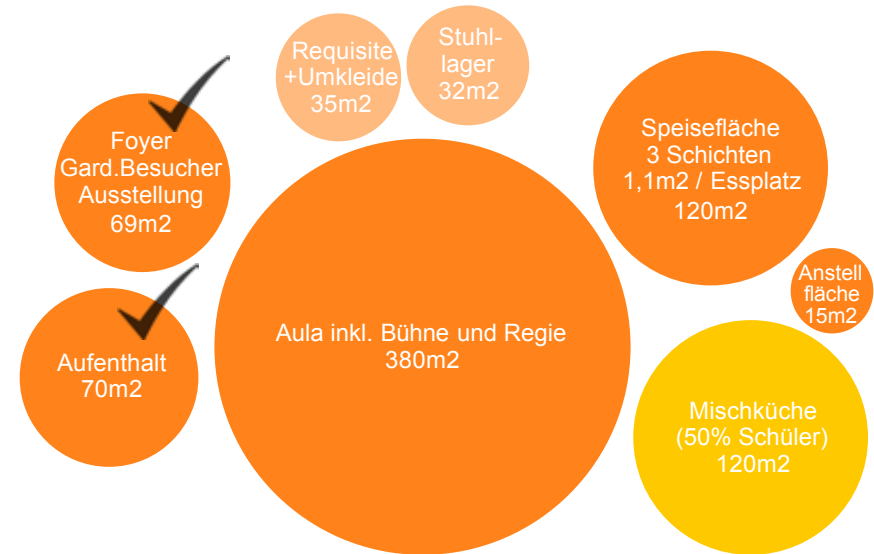 Requisite
+Umkleide
35m2
Stuhl-
lager
32m2
Foyer
Gard.Besucher
Ausstellung
69m2
Speisefläche
3 Schichten
1,1m2 / Essplatz
120m2
Anstell
fläche
15m2
Aufenthalt
70m2
Aula inkl. Bühne und Regie
380m2
Mischküche
(50% Schüler)
120m2